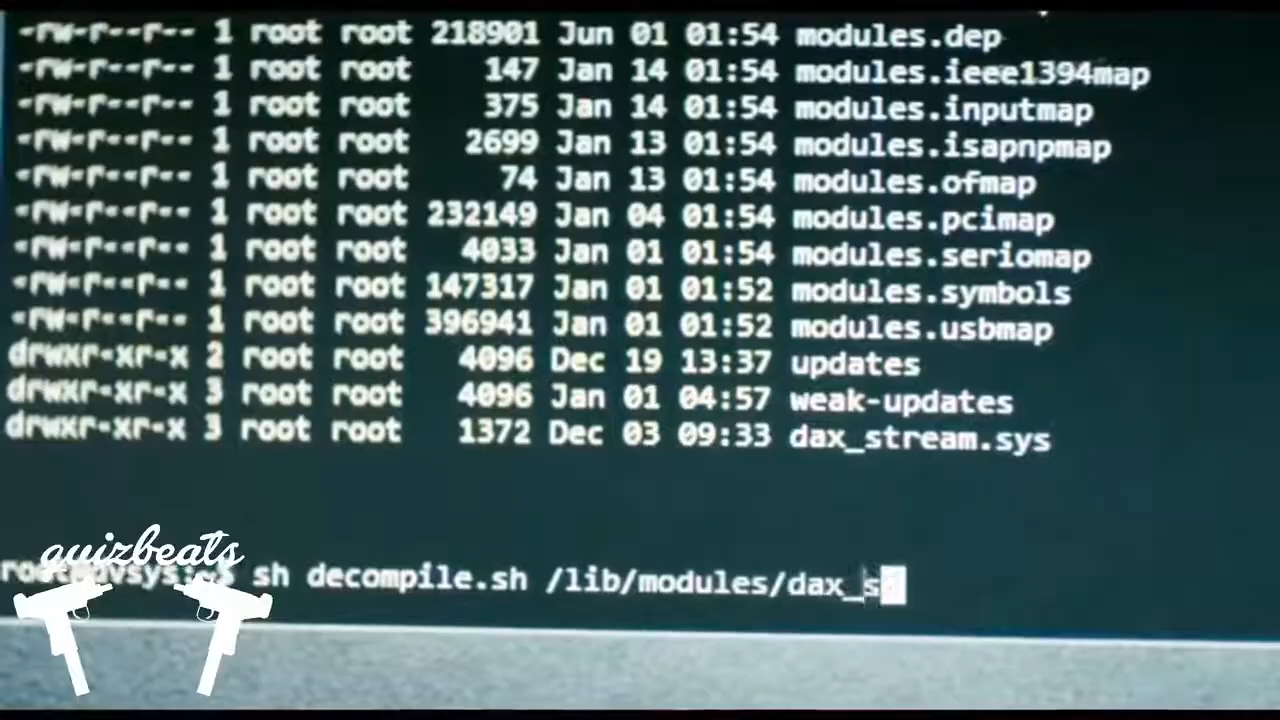 -rw-r--r-- 1 root root 218901 Jun 01 01:54 modules.dep
-rw-r--r-- 1 root root 147 Jan 14 01:54 modules.ieee1394map
-rw-r--r-- 1 root root 375 Jan 14 01:54 modules.inputmap
-rw-r--r-- 1 root root 2699 Jan 13 01:54 modules.isapnpmap
-rw-r--r-- 1 root root 74 Jan 13 01:54 modules.ofmap
-rw-r--r-- 1 root root 232149 Jan 04 01:54 modules.pcimap
-rw-r--r-- 1 root root 4033 Jan 01 01:54 modules.seriomap
-rw-r--r-- 1 root root 147317 Jan 01 01:52 modules.symbols
-rw-r--r-- 1 root root 396941 Jan 01 01:52 modules.usbmap
drwxr-xr-x 2 root root 4096 Dec 19 13:37 updates
drwxr-xr-x 3 root root 4096 Jan 01 04:57 weak-updates
drwxr-xr-x 3 root root 1372 Dec 03 09:33 dax_stream.sys
quizbeats
sh decompile.sh /lib/modules/dax_s